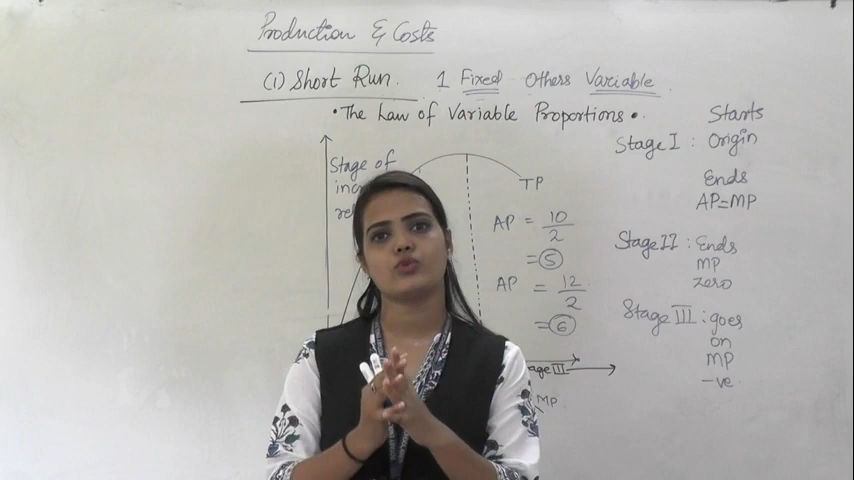 Production & Costs
(i) Short Run. 1 Fixed Others Variable
• The Law of Variable Proportions •
Starts
Stage I : Origin
Ends
AP=MP
Stage II : Ends
MP
zero
Stage III : goes
on
MP
-ve
Stage of
TP
AP = 10/2
= 5
AP = 12/2
= 6
III
MP